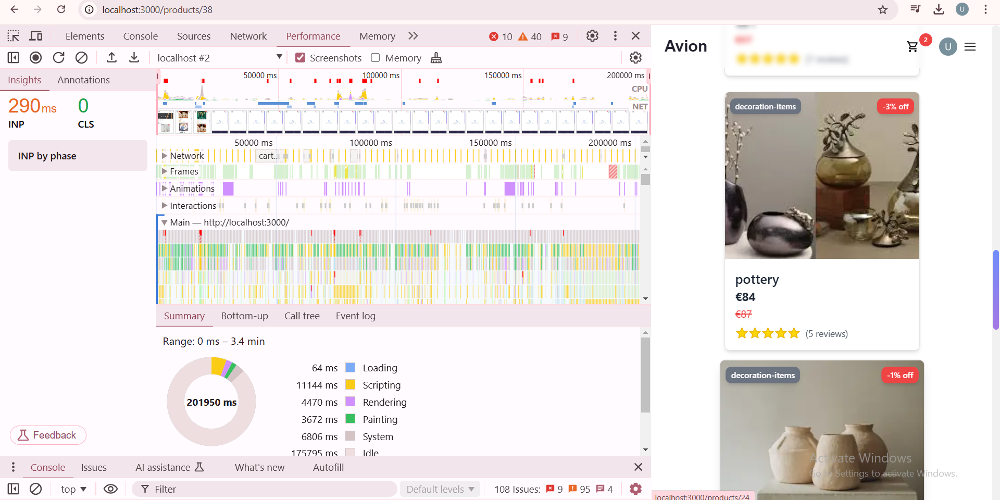 localhost:3000/products/38
U
Elements
Console
Sources
Network
Performance
Memory
10
40
9
localhost #2
Screenshots
Memory
Insights
Annotations
290ms
INP
0
CLS
INP by phase
Feedback
50000 ms
100000 ms
150000 ms
200000 ms
CPU
NET
50000 ms
100000 ms
150000 ms
200000 ms
Network
cart...
Frames
Animations
Interactions
Main — http://localhost:3000/
Summary
Bottom-up
Call tree
Event log
Range: 0 ms – 3.4 min
201950 ms
64 ms Loading
11144 ms Scripting
4470 ms Rendering
3672 ms Painting
6806 ms System
175795 ms Idle
Console
Issues
AI assistance
What's new
Autofill
top
Filter
Default levels
108 Issues:
9
95
4
Avion
2
U
(7 reviews)
decoration-items
-3% off
pottery
€84
€87
(5 reviews)
decoration-items
-1% off
Activate Windows
Go to Settings to activate Windows.
localhost:3000/products/24